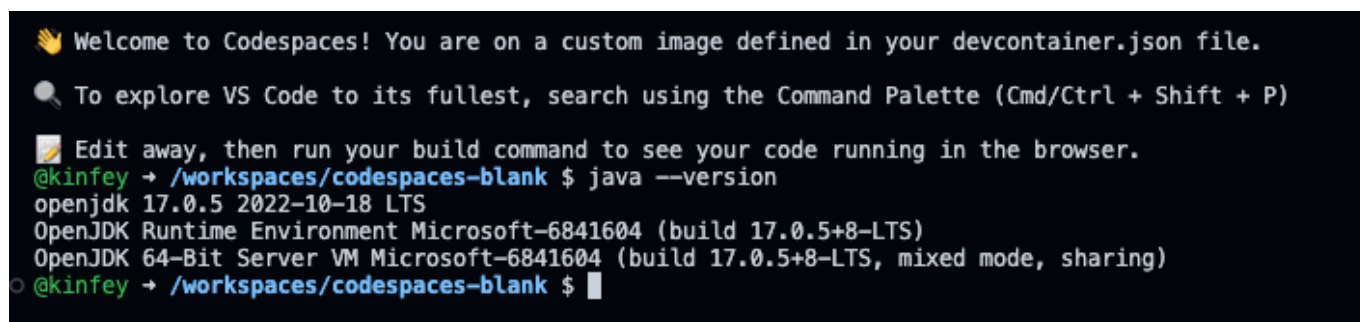 👋 Welcome to Codespaces! You are on a custom image defined in your devcontainer.json file.
🔍 To explore VS Code to its fullest, search using the Command Palette (Cmd/Ctrl + Shift + P)
📝 Edit away, then run your build command to see your code running in the browser.
@kinfey → /workspaces/codespaces-blank $ java --version
openjdk 17.0.5 2022-10-18 LTS
OpenJDK Runtime Environment Microsoft-6841604 (build 17.0.5+8-LTS)
OpenJDK 64-Bit Server VM Microsoft-6841604 (build 17.0.5+8-LTS, mixed mode, sharing)
@kinfey → /workspaces/codespaces-blank $